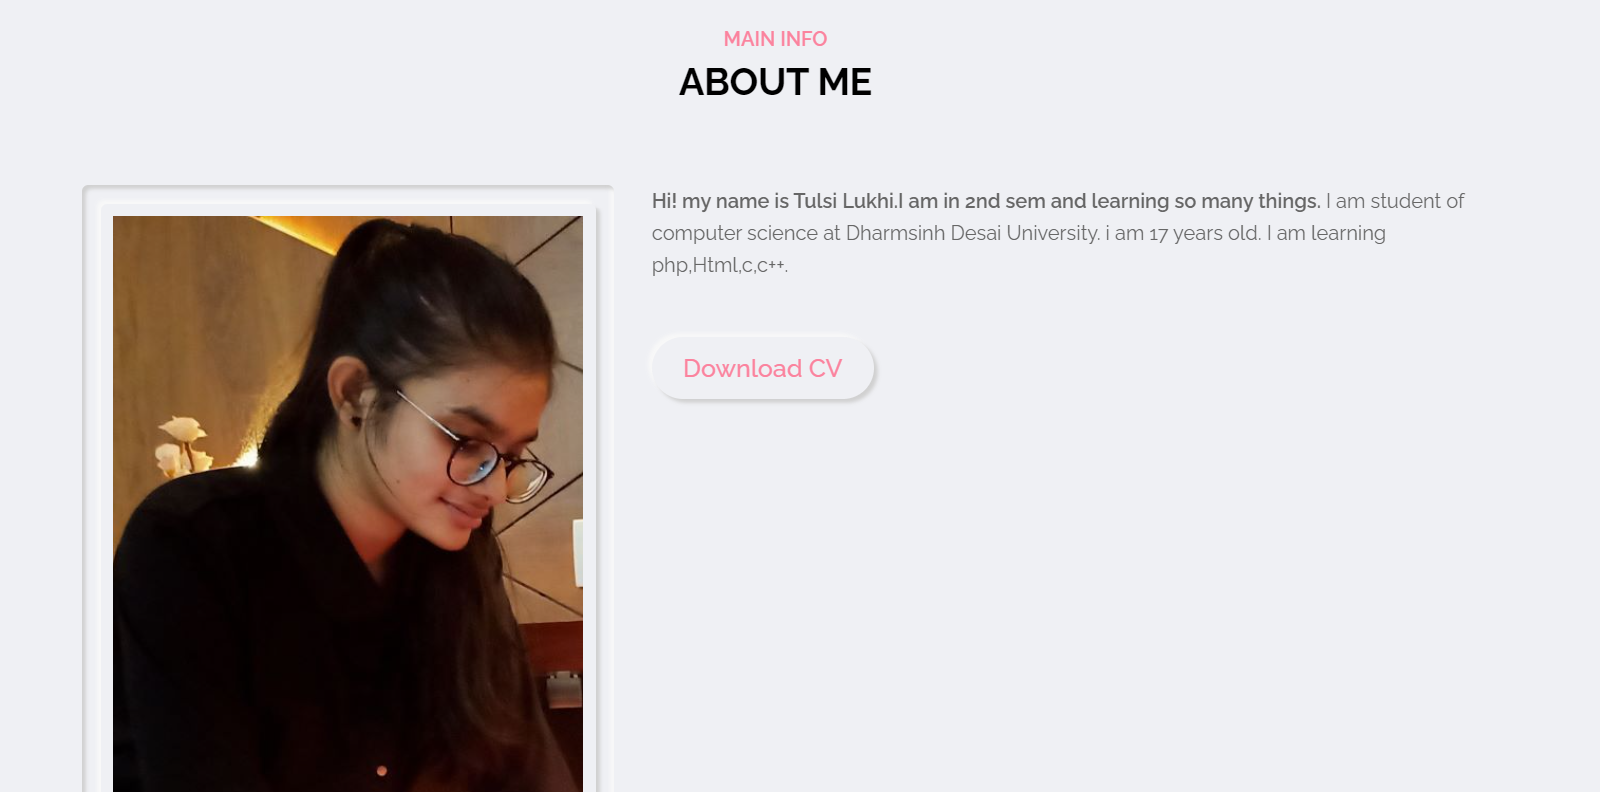 MAIN INFO
ABOUT ME
Hi! my name is Tulsi Lukhi.I am in 2nd sem and learning so many things. I am student of
computer science at Dharmsinh Desai University. i am 17 years old. I am learning
php,Html,c,c++.
Download CV